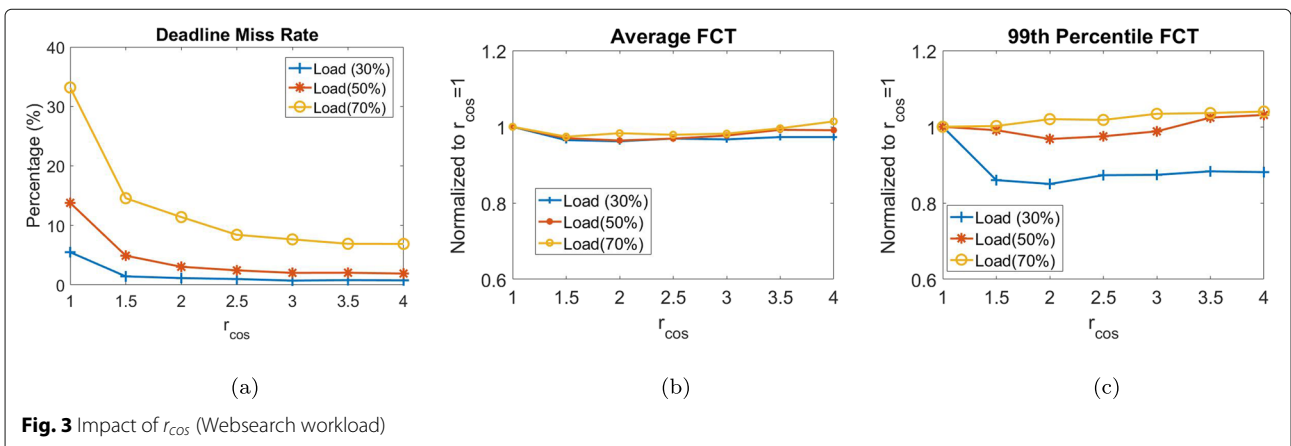 Deadline Miss Rate
40
30
20
10
0
Percentage (%)
Load (30%)
Load(50%)
Load(70%)
1 1.5 2 2.5 3 3.5 4
r_cos
(a)
Average FCT
1.2
1
0.8
0.6
Normalized to r_cos=1
Load (30%)
Load(50%)
Load(70%)
1 1.5 2 2.5 3 3.5 4
r_cos
(b)
99th Percentile FCT
1.2
1
0.8
0.6
Normalized to r_cos=1
Load (30%)
Load(50%)
Load(70%)
1 1.5 2 2.5 3 3.5 4
r_cos
(c)
Fig. 3 Impact of r_cos (Websearch workload)